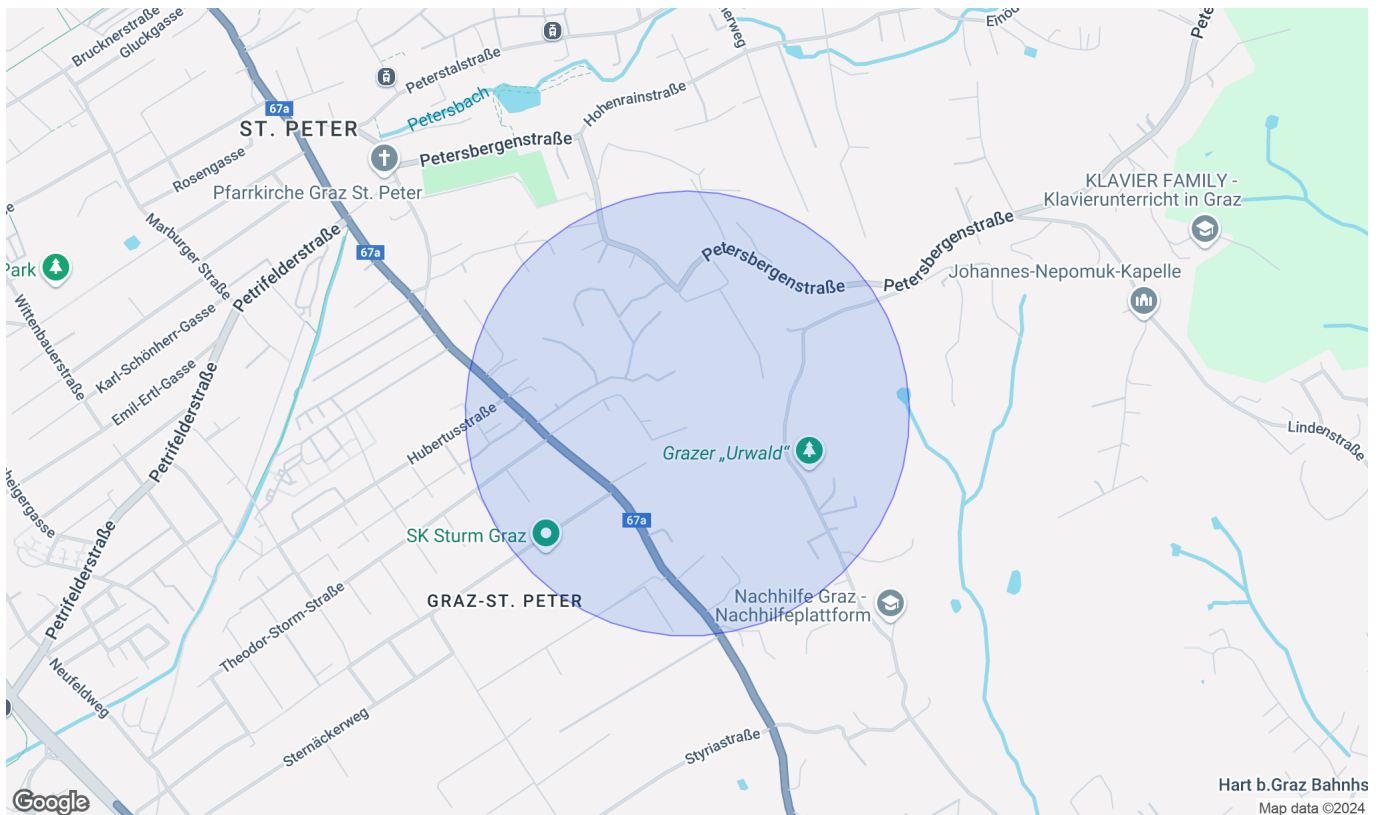 Brucknerstraße
Gluckgasse
67a
ST. PETER
Peterstalstraße
Petersbach
Hohenrainstraße
Petersbergenstraße
Pfarrkirche Graz St. Peter
Rosengasse
Marburger Straße
67a
Petrifelderstraße
Park
Wittenbauerstraße
Karl-Schönherr-Gasse
Emil-Ertl-Gasse
Petrifelderstraße
Hubertusstraße
Petersbergenstraße
Petersbergenstraße
KLAVIER FAMILY -
Klavierunterricht in Graz
Johannes-Nepomuk-Kapelle
Lindenstraße
Grazer „Urwald“
SK Sturm Graz
67a
GRAZ-ST. PETER
Nachhilfe Graz -
Nachhilfeplattform
Petrifelderstraße
Theodor-Storm-Straße
Neufeldweg
Sternäckerweg
Styriastraße
Hart b.Graz Bahnhs
Google
Map data ©2024